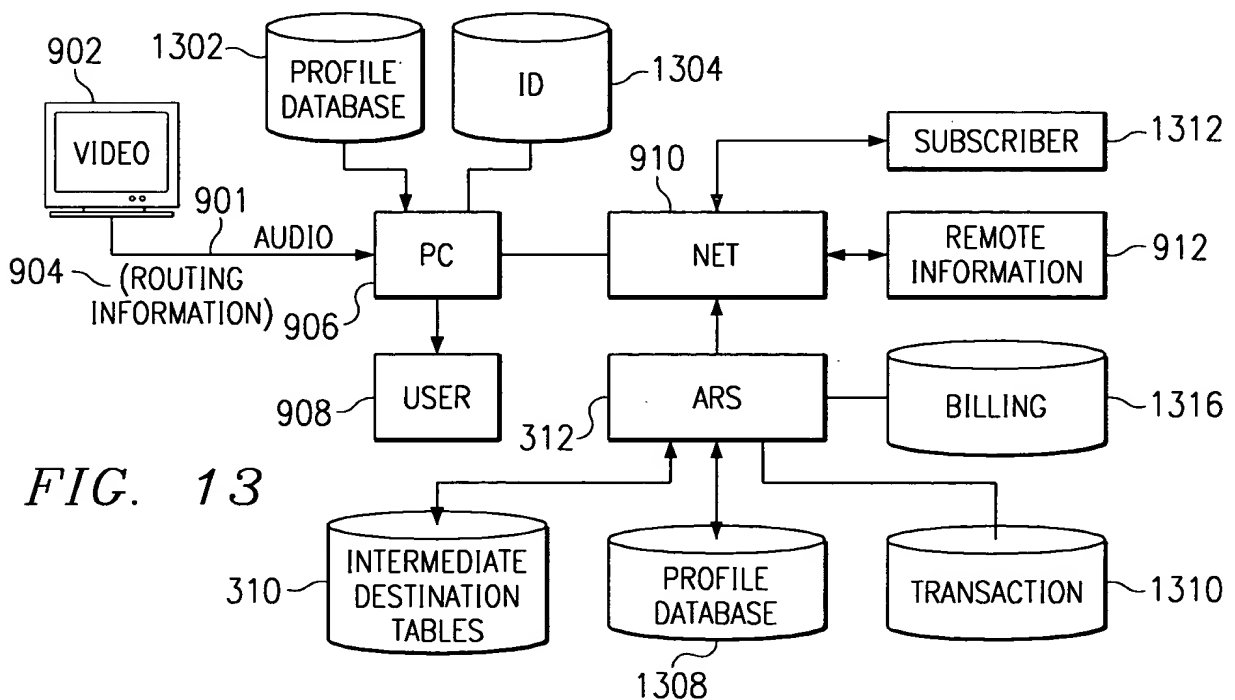 1302
902
PROFILE
DATABASE
ID
1304
VIDEO
910
SUBSCRIBER
1312
901
AUDIO
PC
NET
REMOTE
INFORMATION
912
904
(ROUTING
INFORMATION)
906
USER
908
ARS
312
BILLING
1316
FIG. 13
INTERMEDIATE
DESTINATION
TABLES
310
PROFILE
DATABASE
1308
TRANSACTION
1310